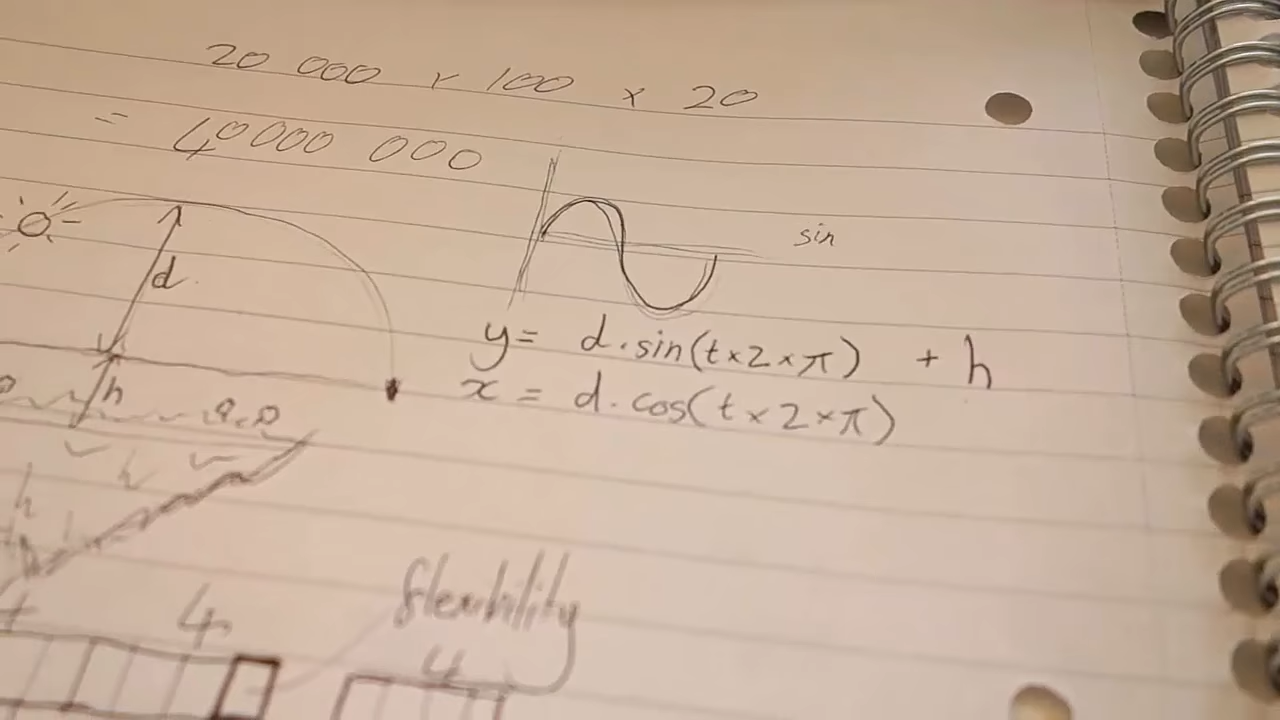 20 000 x 100 x 20
= 40000 000
sin
d
y = d.sin(t×2×π) + h
x = d.cos(t×2×π)
h
h
flexibility
4
4